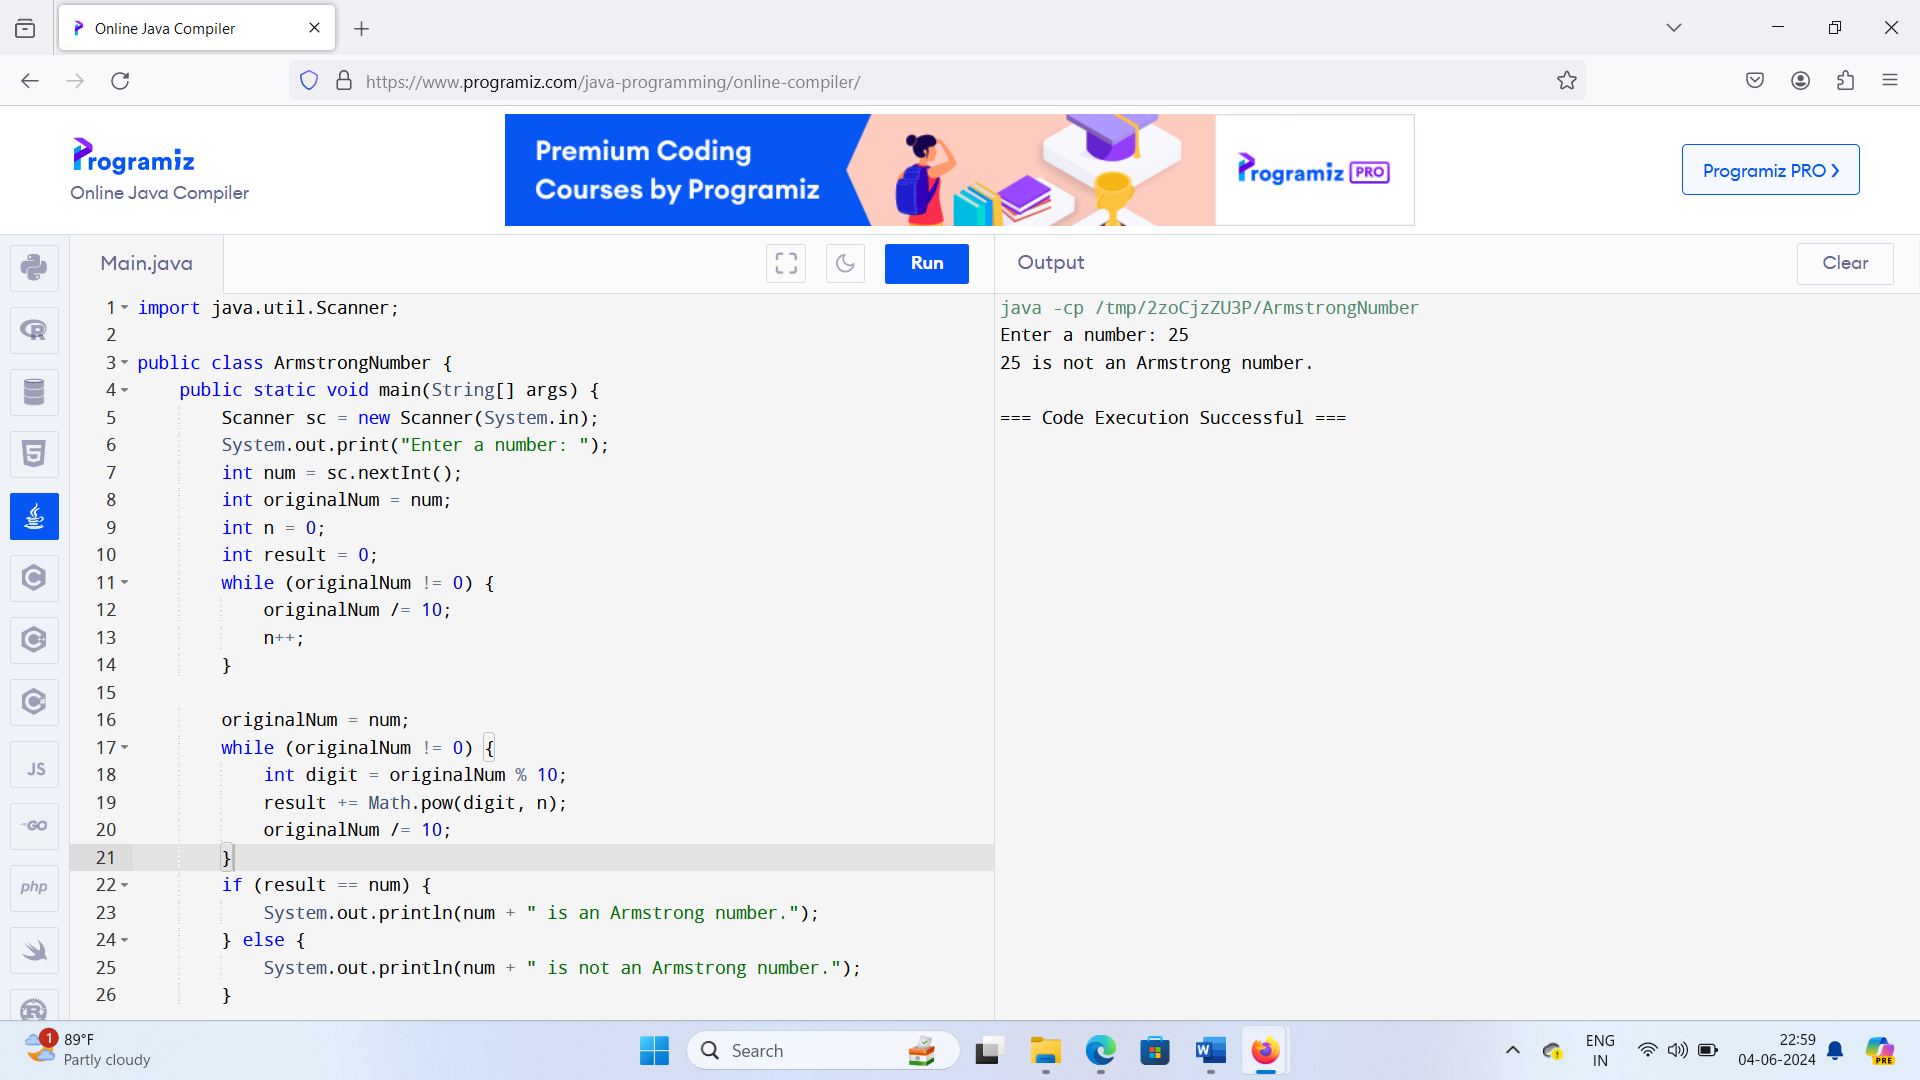 Online Java Compiler
https://www.programiz.com/java-programming/online-compiler/
Programiz
Online Java Compiler
Premium Coding
Courses by Programiz
Programiz PRO
Programiz PRO ❯
Main.java
Run
Output
Clear
1 import java.util.Scanner;
2
3 public class ArmstrongNumber {
4 public static void main(String[] args) {
5 Scanner sc = new Scanner(System.in);
6 System.out.print("Enter a number: ");
7 int num = sc.nextInt();
8 int originalNum = num;
9 int n = 0;
10 int result = 0;
11 while (originalNum != 0) {
12 originalNum /= 10;
13 n++;
14 }
15
16 originalNum = num;
17 while (originalNum != 0) {
18 int digit = originalNum % 10;
19 result += Math.pow(digit, n);
20 originalNum /= 10;
21 }
22 if (result == num) {
23 System.out.println(num + " is an Armstrong number.");
24 } else {
25 System.out.println(num + " is not an Armstrong number.");
26 }
java -cp /tmp/2zoCjzZU3P/ArmstrongNumber
Enter a number: 25
25 is not an Armstrong number.
=== Code Execution Successful ===
R
5
C
C
C
JS
GO
php
1
89°F
Partly cloudy
Search
W
ENG
IN
22:59
04-06-2024
PRE